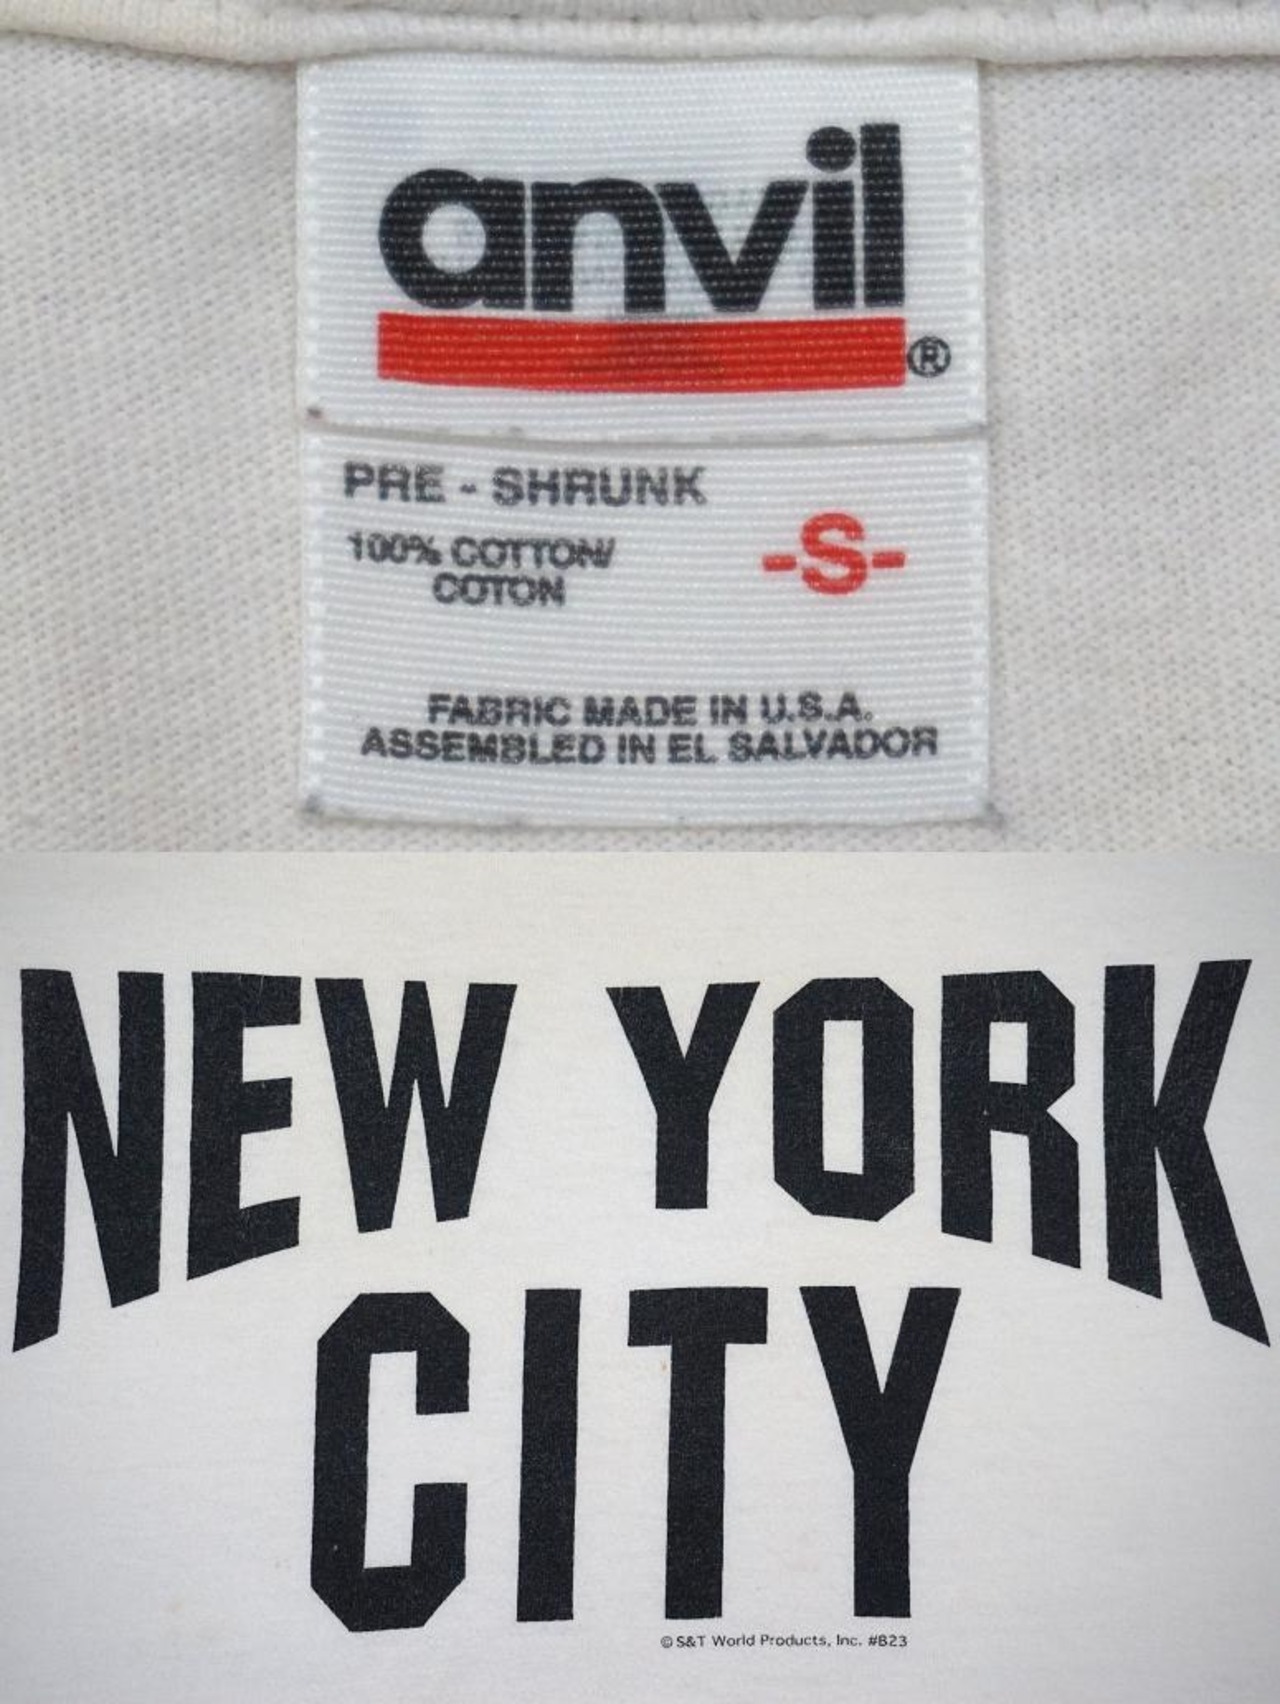 anvil®
PRE - SHRUNK
100% COTTON/
COTON
-S-
FABRIC MADE IN U.S.A.
ASSEMBLED IN EL SALVADOR
NEW YORK
CITY
© S&T World Products, Inc. #B23